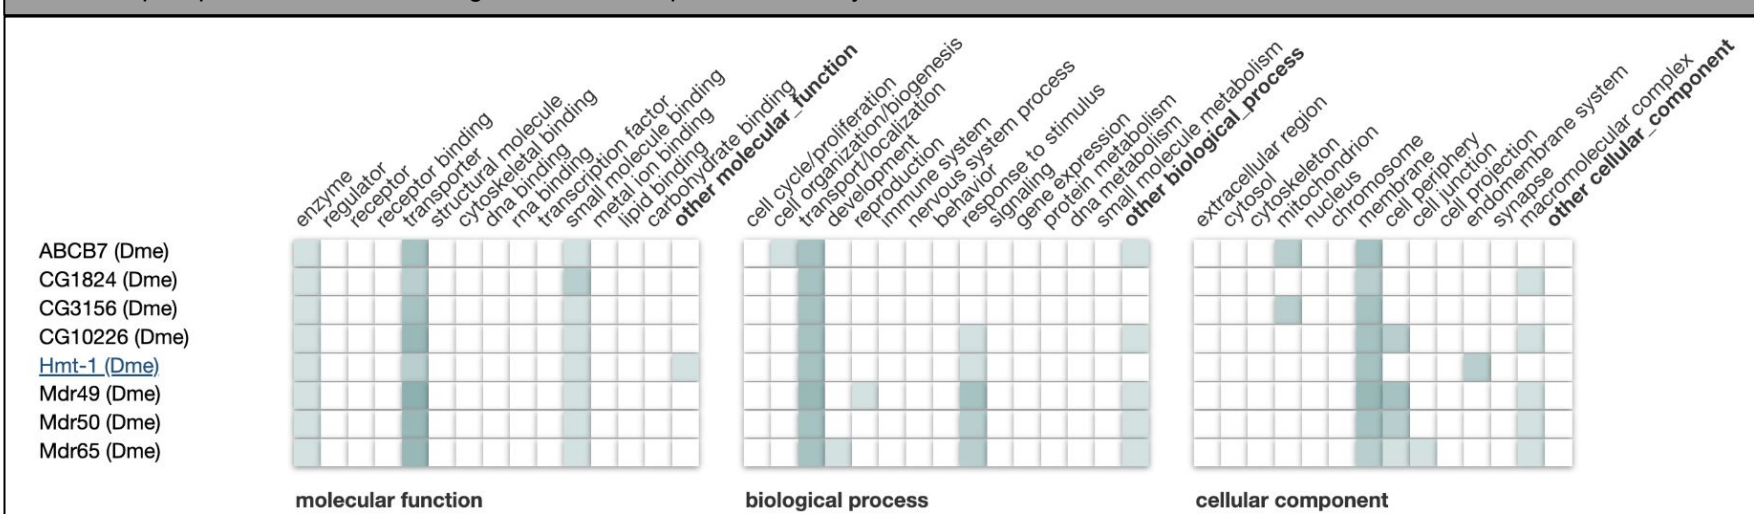 enzyme
regulator
receptor
receptor binding
transporter
structural molecule
cytoskeletal binding
dna binding
rna binding
transcription factor
small molecule binding
metal ion binding
lipid binding
carbohydrate binding
other molecular_function
cell cycle/proliferation
cell organization/biogenesis
transport/localization
development
reproduction
immune system
nervous system process
behavior
response to stimulus
signaling
gene expression
protein metabolism
dna metabolism
small molecule metabolism
other biological_process
extracellular region
cytosol
cytoskeleton
mitochondrion
nucleus
chromosome
membrane
cell periphery
cell junction
cell projection
endomembrane system
synapse
macromolecular complex
other cellular_component
ABCB7 (Dme)
CG1824 (Dme)
CG3156 (Dme)
CG10226 (Dme)
Hmt-1 (Dme)
Mdr49 (Dme)
Mdr50 (Dme)
Mdr65 (Dme)
molecular function
biological process
cellular component